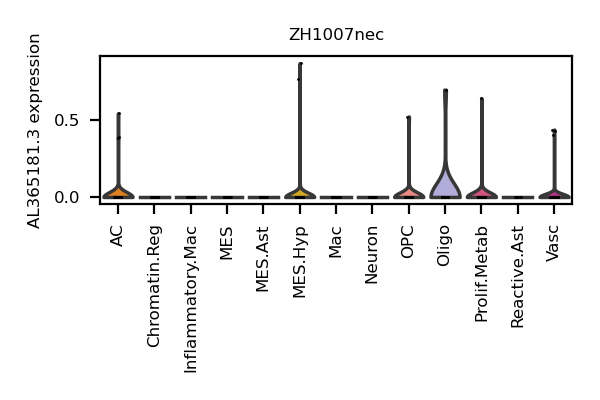 ZH1007nec
AL365181.3 expression
0.5
0.0
AC
Chromatin.Reg
Inflammatory.Mac
MES
MES.Ast
MES.Hyp
Mac
Neuron
OPC
Oligo
Prolif.Metab
Reactive.Ast
Vasc